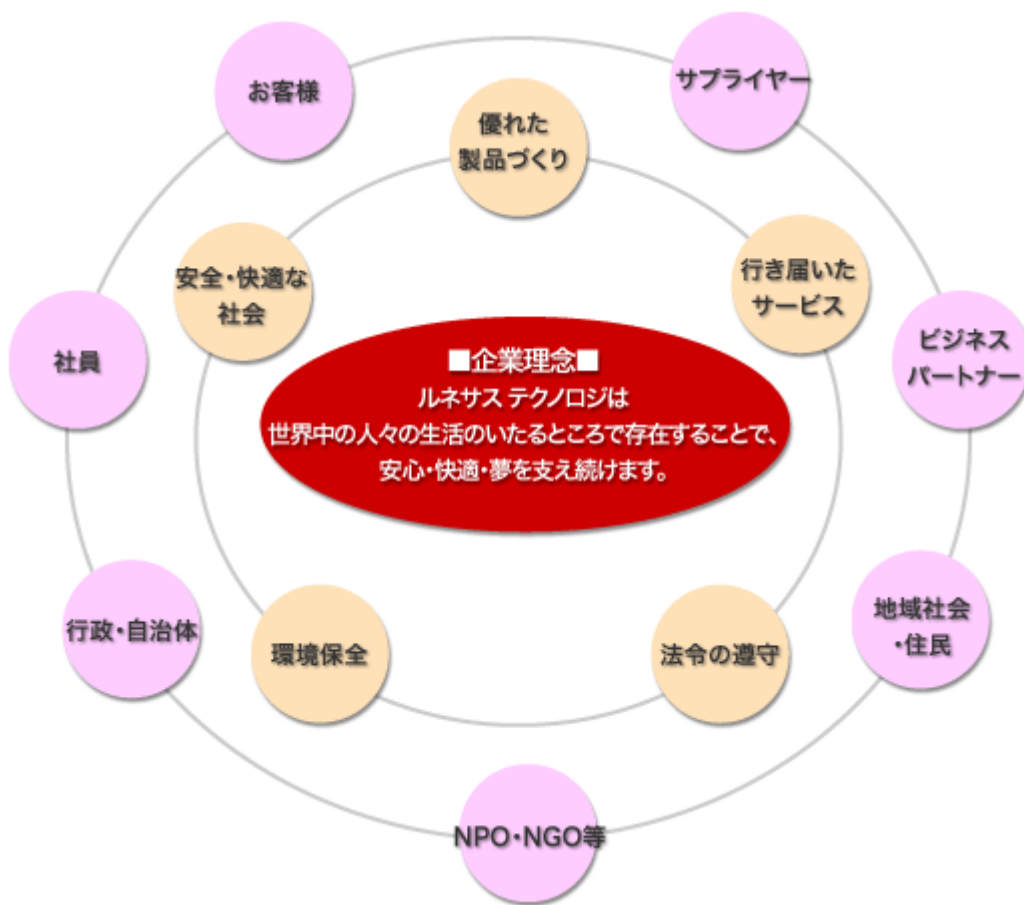 お客様
サプライヤー
優れた
製品づくり
安全・快適な
社会
行き届いた
サービス
社員
ビジネス
パートナー
■企業理念■
ルネサス テクノロジは
世界中の人々の生活のいたるところで存在することで、
安心・快適・夢を支え続けます。
行政・自治体
環境保全
法令の遵守
地域社会
・住民
NPO・NGO等